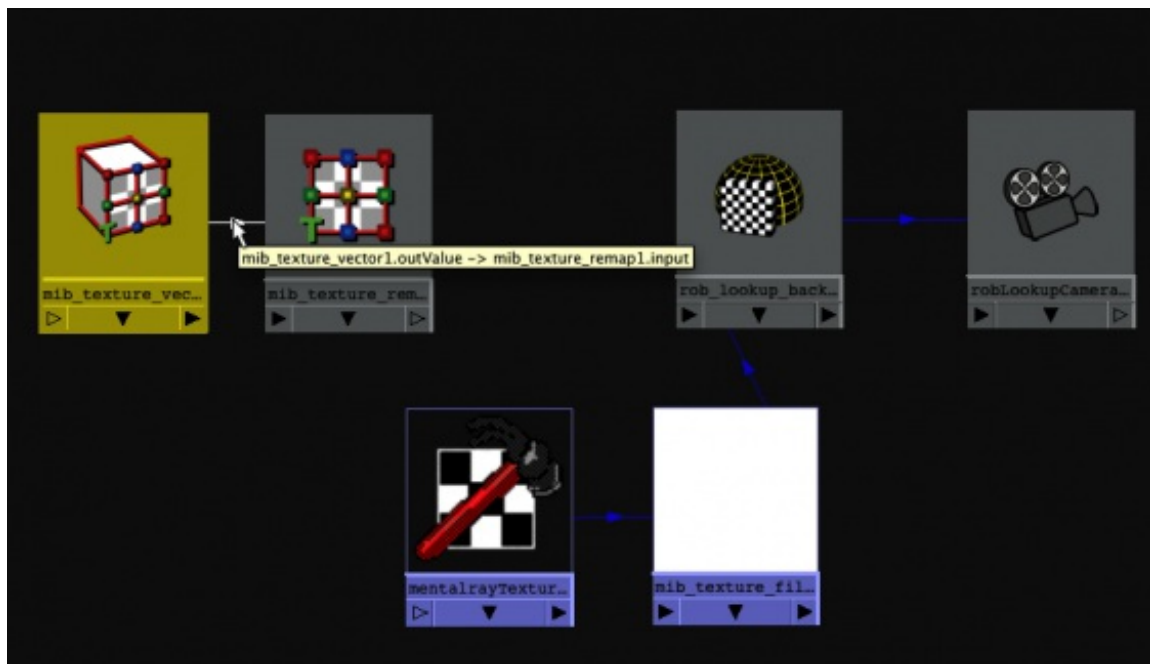 mib_texture_vector1.outValue -> mib_texture_remap1.input
mib_texture_vec...
mib_texture_rem...
rob_lookup_back...
robLookupCamera...
mentalrayTextur...
mib_texture_fil...